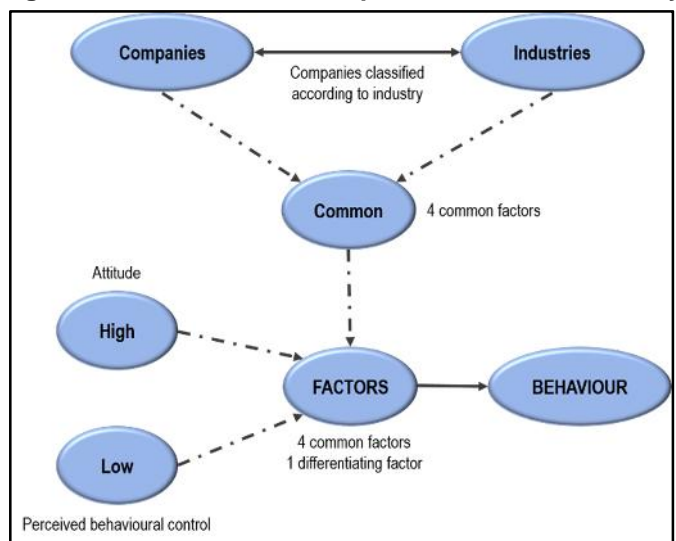 Companies
Industries
Companies classified
according to industry
Common
4 common factors
Attitude
High
FACTORS
BEHAVIOUR
4 common factors
1 differentiating factor
Low
Perceived behavioural control